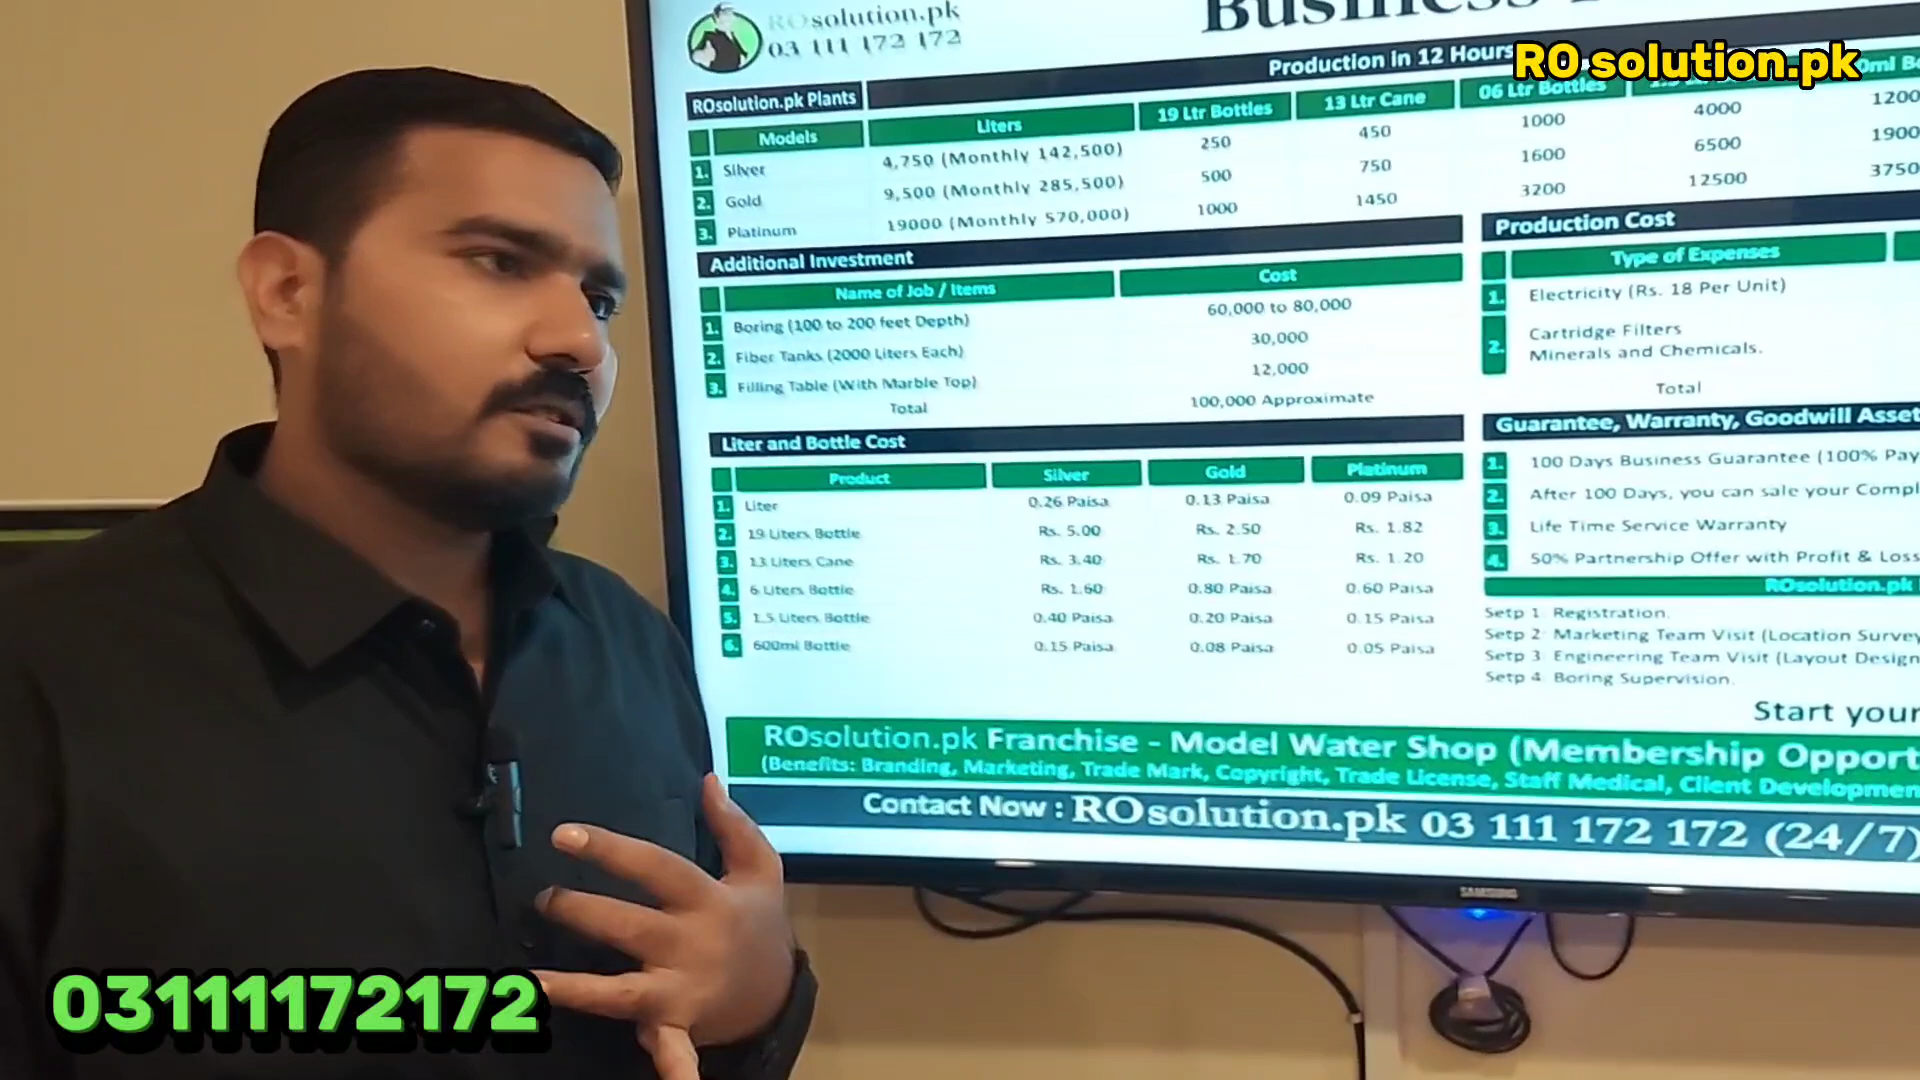 ROsolution.pk
03 111 172 172
Business
RO solution.pk
Production in 12 Hours
ROsolution.pk Plants
Models Liters 19 Ltr Bottles 13 Ltr Cane 06 Ltr Bottles
1. Silver 4,750 (Monthly 142,500) 250 450 1000 4000 1200
2. Gold 9,500 (Monthly 285,500) 500 750 1600 6500 1900
3. Platinum 19000 (Monthly 570,000) 1000 1450 3200 12500 3750
Additional Investment
Name of Job / Items Cost
1. Boring (100 to 200 feet Depth) 60,000 to 80,000
2. Fiber Tanks (2000 Liters Each) 30,000
3. Filling Table (With Marble Top) 12,000
Total 100,000 Approximate
Production Cost
Type of Expenses
1. Electricity (Rs. 18 Per Unit)
2. Cartridge Filters
Minerals and Chemicals.
Total
Liter and Bottle Cost
Product Silver Gold Platinum
1. Liter 0.26 Paisa 0.13 Paisa 0.09 Paisa
2. 19 Liters Bottle Rs. 5.00 Rs. 2.50 Rs. 1.82
3. 13 Liters Cane Rs. 3.40 Rs. 1.70 Rs. 1.20
4. 6 Liters Bottle Rs. 1.60 0.80 Paisa 0.60 Paisa
5. 1.5 Liters Bottle 0.40 Paisa 0.20 Paisa 0.15 Paisa
6. 600ml Bottle 0.15 Paisa 0.08 Paisa 0.05 Paisa
Guarantee, Warranty, Goodwill Asset
1. 100 Days Business Guarantee (100% Pay
2. After 100 Days, you can sale your Compl
3. Life Time Service Warranty
4. 50% Partnership Offer with Profit & Loss
ROsolution.pk
Setp 1: Registration.
Setp 2: Marketing Team Visit (Location Survey
Setp 3: Engineering Team Visit (Layout Design
Setp 4: Boring Supervision.
Start your
ROsolution.pk Franchise - Model Water Shop (Membership Opport
(Benefits: Branding, Marketing, Trade Mark, Copyright, Trade License, Staff Medical, Client Developmen
Contact Now : ROsolution.pk 03 111 172 172 (24/7)
SAMSUNG
03111172172